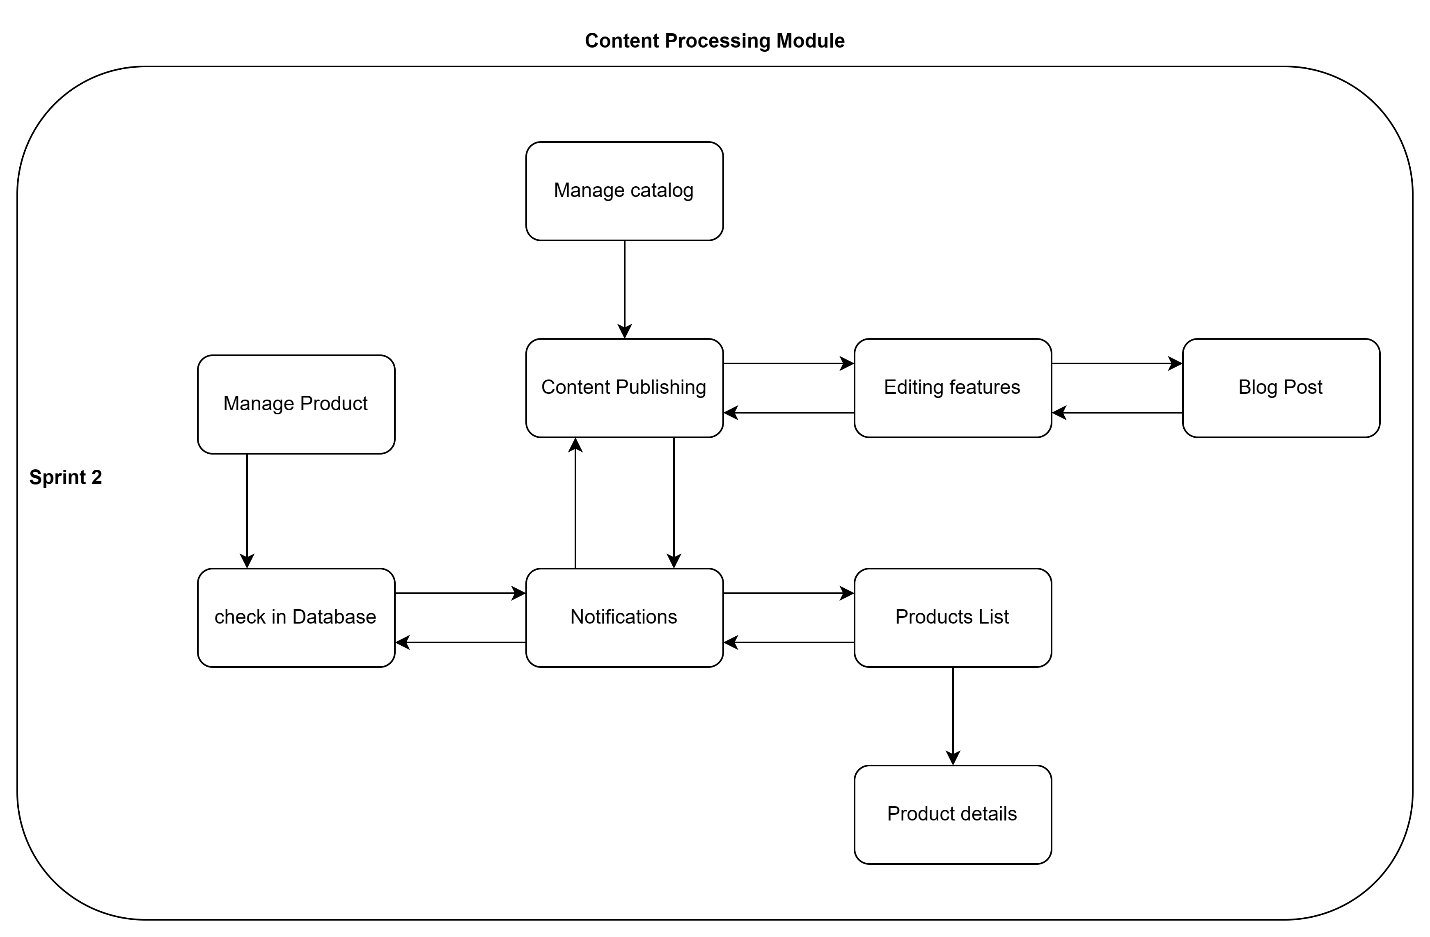 Content Processing Module
Manage catalog
Content Publishing
Editing features
Blog Post
Manage Product
Sprint 2
check in Database
Notifications
Products List
Product details